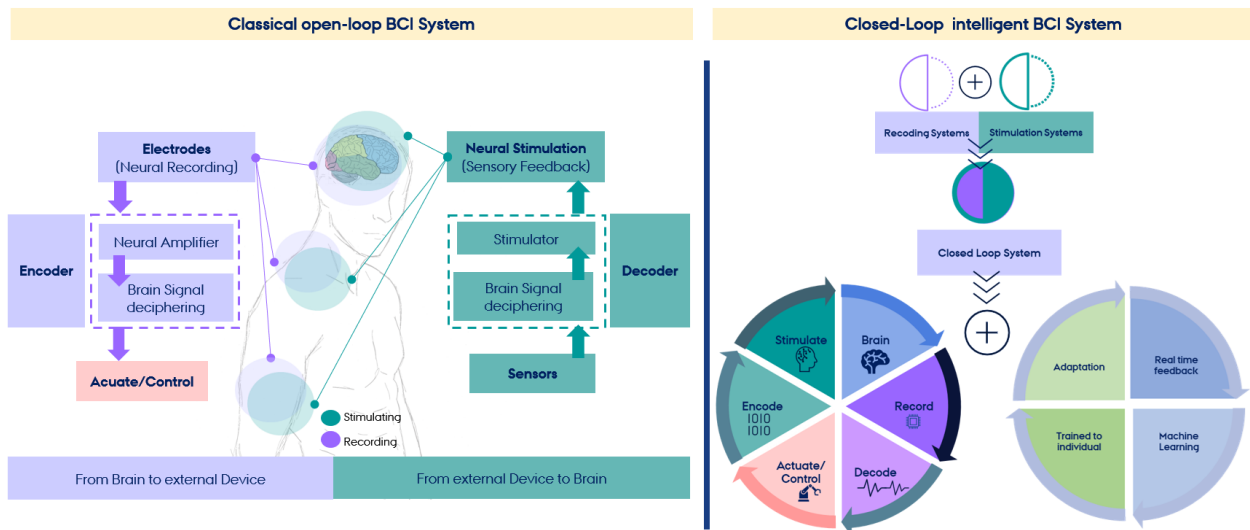 Classical open-loop BCI System
Electrodes
(Neural Recording)
Neural Stimulation
(Sensory Feedback)
Encoder
Neural Amplifier
Brain Signal
deciphering
Acuate/Control
Stimulator
Brain Signal
deciphering
Decoder
Sensors
Stimulating
Recording
From Brain to external Device
From external Device to Brain
Closed-Loop intelligent BCI System
Recoding Systems
Stimulation Systems
Closed Loop System
Stimulate
Brain
Record
Decode
Actuate/
Control
Encode
1010
1010
Adaptation
Real time
feedback
Trained to
individual
Machine
Learning